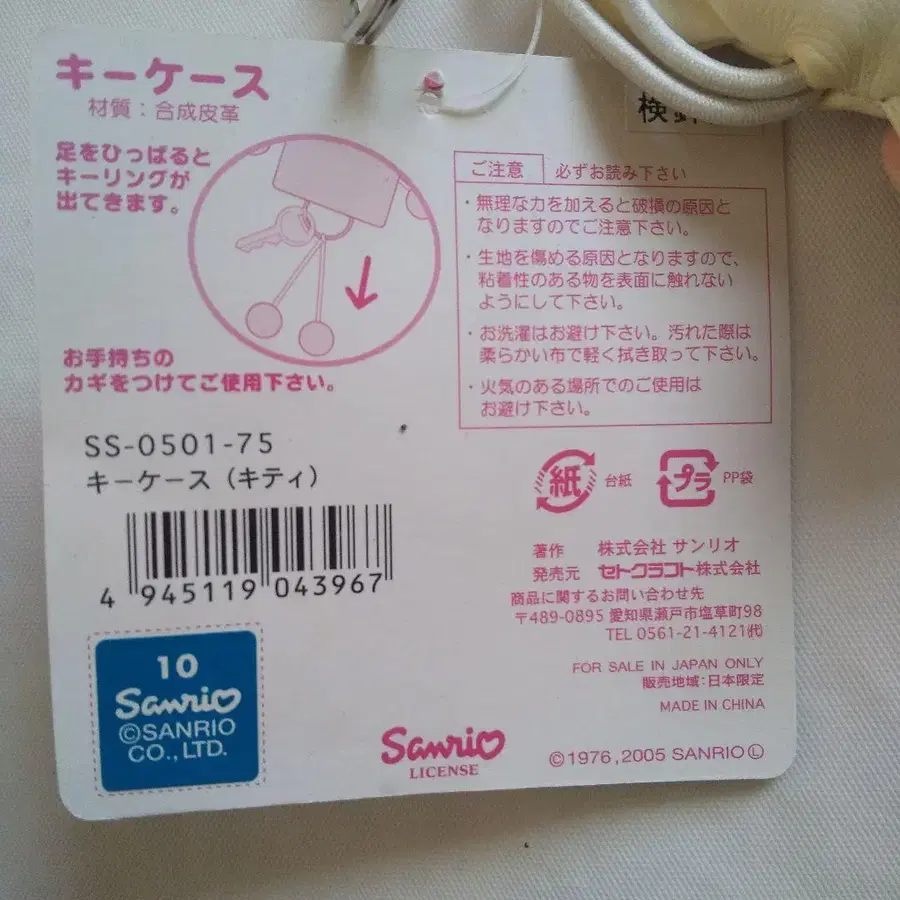 キーケース
材質：合成皮革
足をひっぱると
キーリングが
出てきます。
お手持ちの
カギをつけてご使用下さい。
SS-0501-75
キーケース（キティ）
4 945119 043967
10
Sanrio
©SANRIO
CO.,LTD.
検針
ご注意 必ずお読み下さい
・無理な力を加えると破損の原因と
なりますのでご注意下さい。
・生地を傷める原因となりますので、
粘着性のある物を表面に触れない
ようにして下さい。
・お洗濯はお避け下さい。汚れた際は
柔らかい布で軽く拭き取って下さい。
・火気のある場所でのご使用は
お避け下さい。
紙 台紙 プラ PP袋
著作 株式会社 サンリオ
発売元 セトクラフト株式会社
商品に関するお問い合わせ先
〒489-0895 愛知県瀬戸市塩草町98
TEL 0561-21-4121㈹
FOR SALE IN JAPAN ONLY
販売地域:日本限定
MADE IN CHINA
Sanrio
LICENSE
©1976,2005 SANRIO Ⓛ